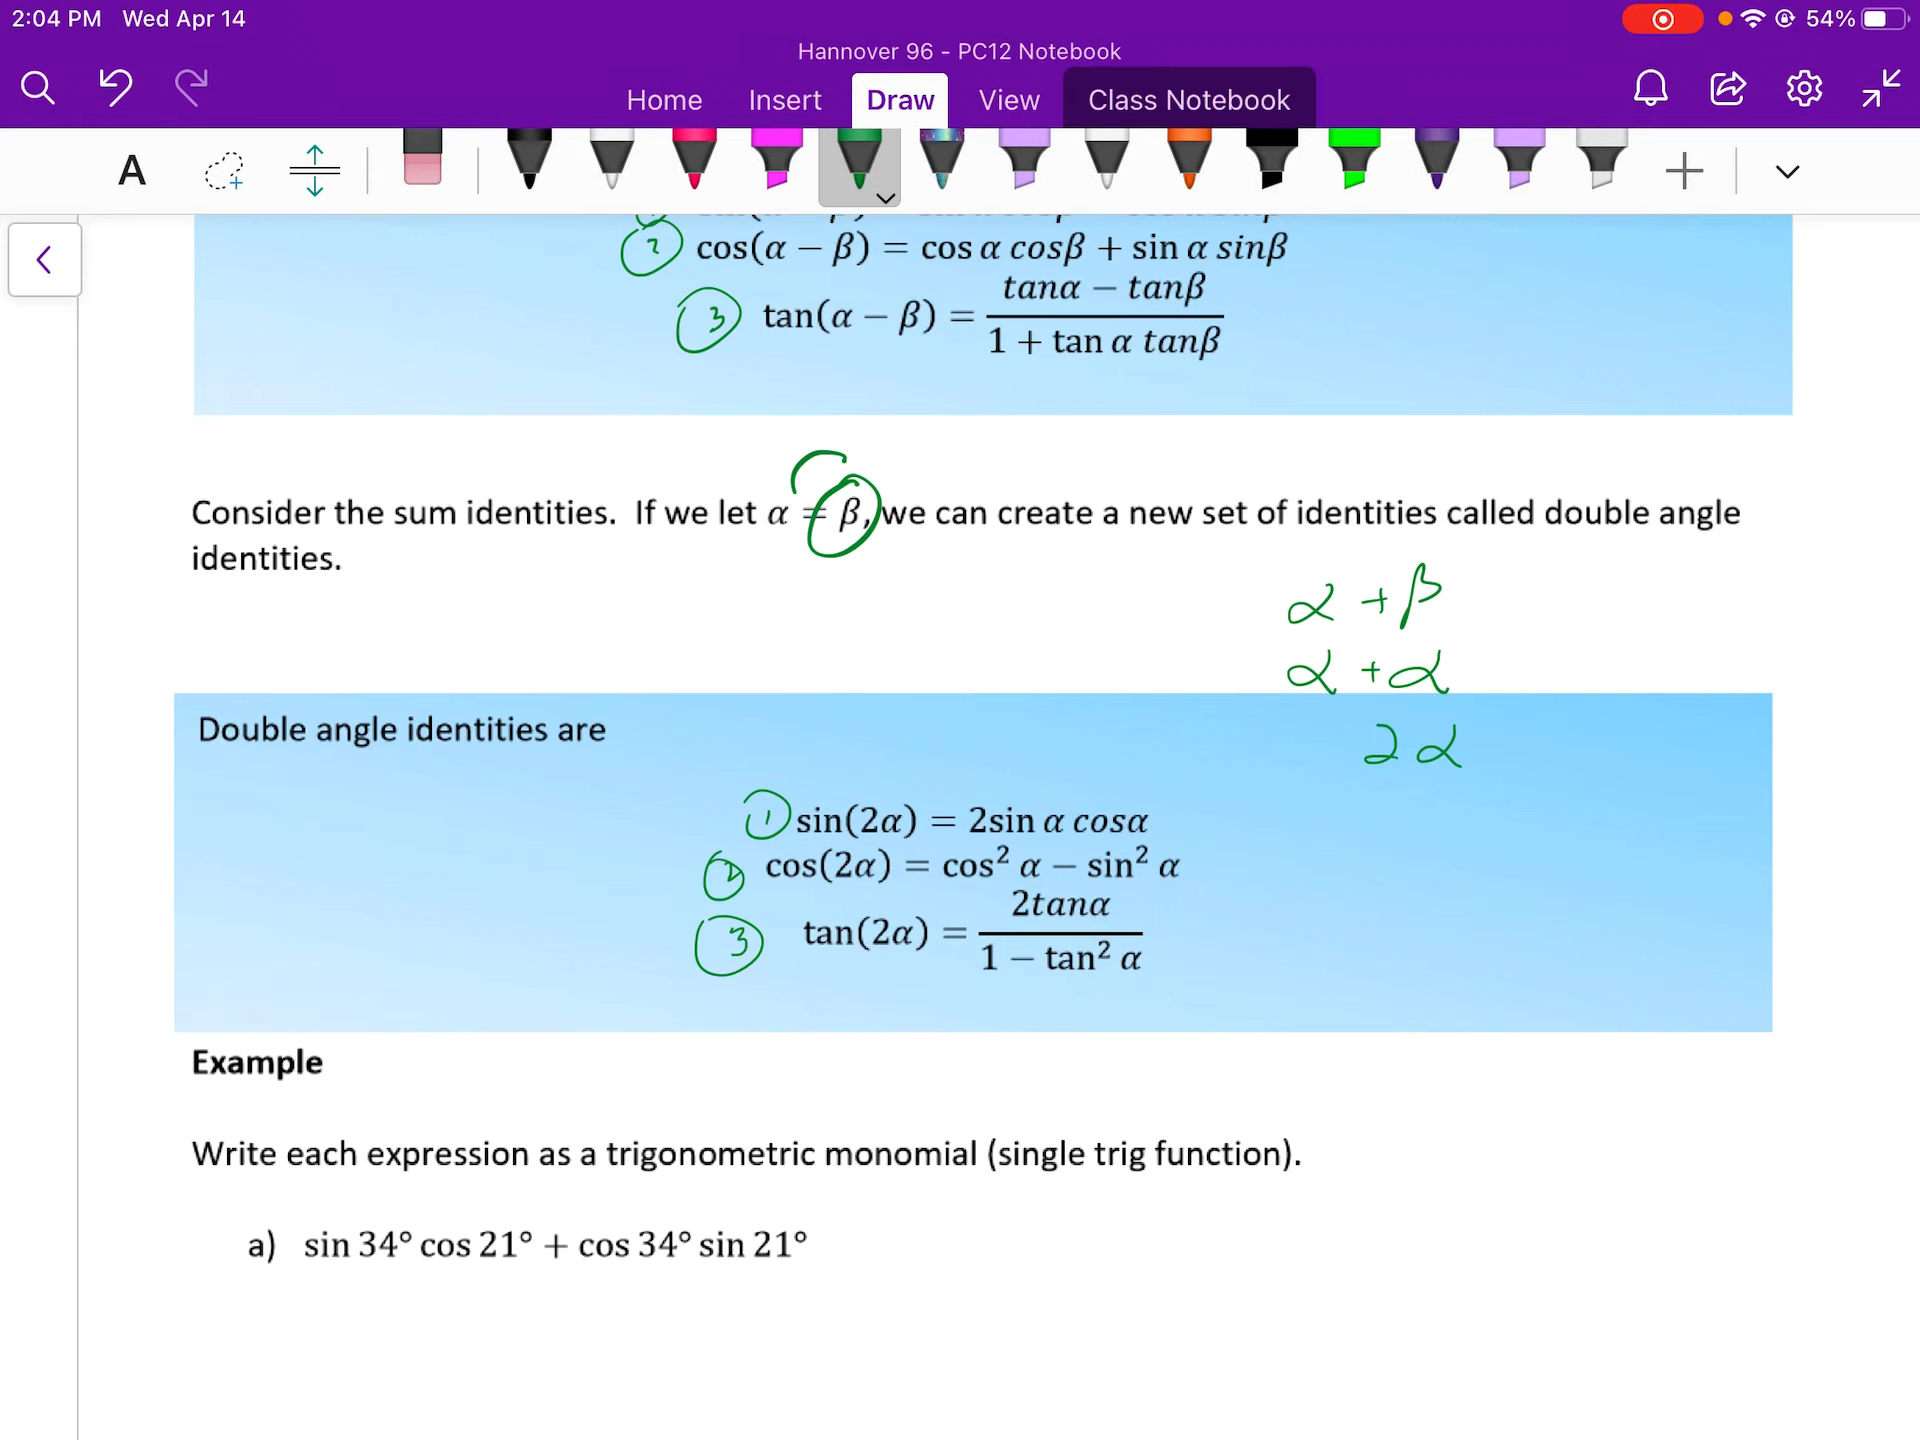 2:04 PM Wed Apr 14
54%
Hannover 96 - PC12 Notebook
Home Insert Draw View Class Notebook
A
② cos(α − β) = cos α cosβ + sin α sinβ
③ tan(α − β) = (tanα − tanβ) / (1 + tan α tanβ)
Consider the sum identities. If we let α = β, we can create a new set of identities called double angle
identities.
α + β
α + α
2α
Double angle identities are
① sin(2α) = 2sin α cosα
② cos(2α) = cos² α − sin² α
③ tan(2α) = 2tanα / (1 − tan² α)
Example
Write each expression as a trigonometric monomial (single trig function).
a) sin 34° cos 21° + cos 34° sin 21°